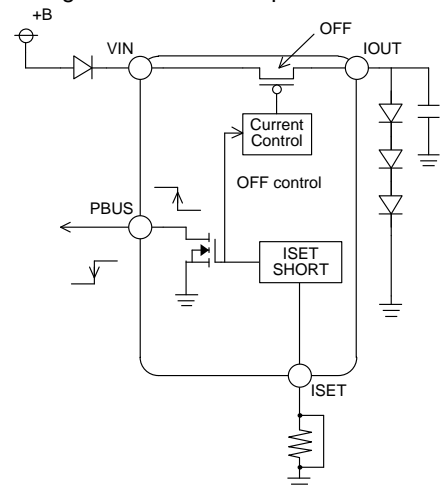 +B
OFF
VIN
IOUT
Current
Control
OFF control
PBUS
ISET
SHORT
ISET